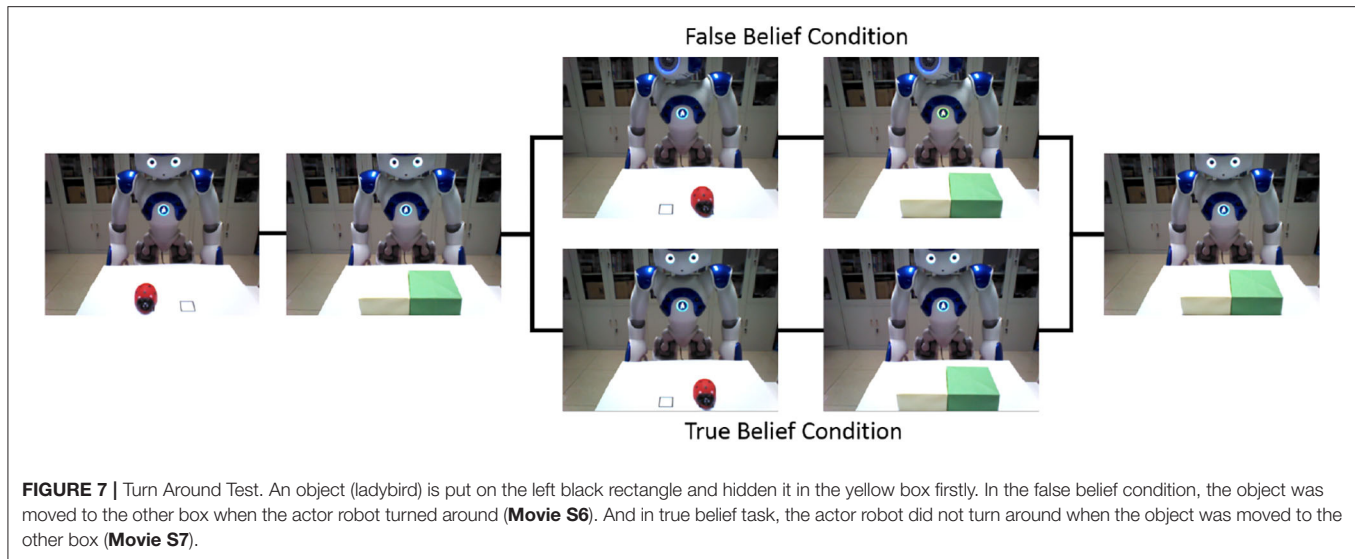 False Belief Condition
True Belief Condition
FIGURE 7 | Turn Around Test. An object (ladybird) is put on the left black rectangle and hidden it in the yellow box firstly. In the false belief condition, the object was
moved to the other box when the actor robot turned around (Movie S6). And in true belief task, the actor robot did not turn around when the object was moved to the
other box (Movie S7).